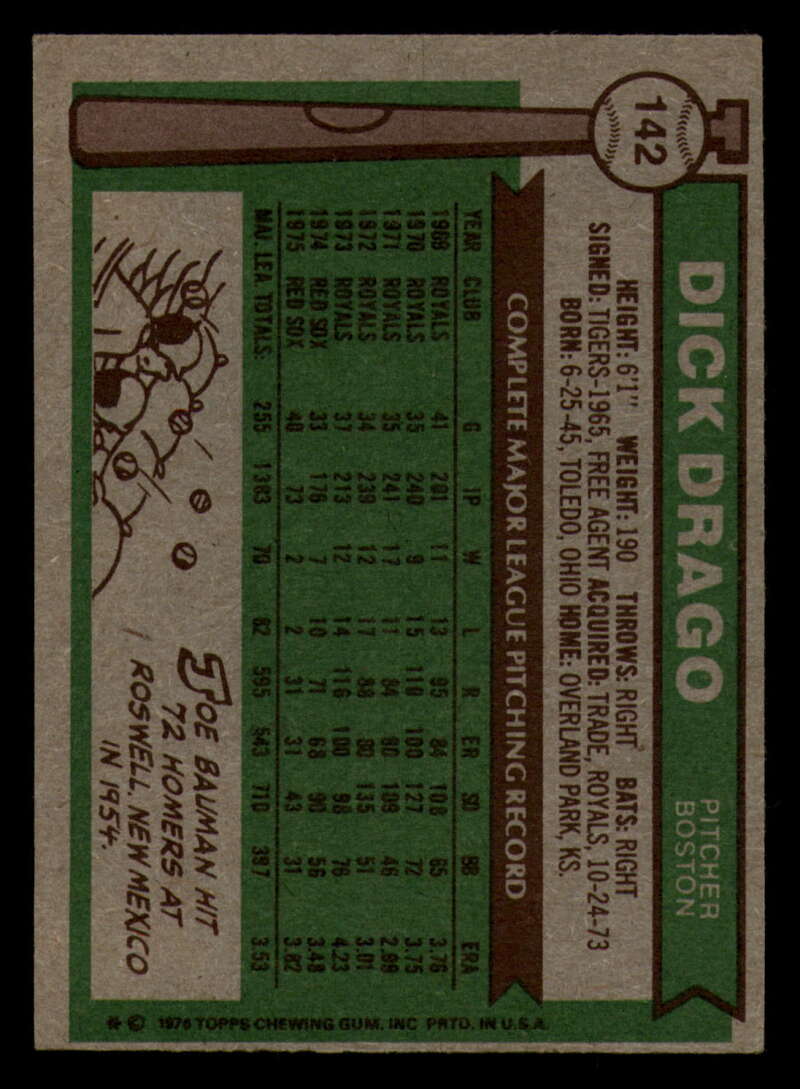 142
DICK DRAGO
PITCHER
BOSTON
HEIGHT: 6'1" WEIGHT: 190 THROWS: RIGHT BATS: RIGHT
SIGNED: TIGERS-1965, FREE AGENT ACQUIRED: TRADE, ROYALS, 10-24-73
BORN: 6-25-45, TOLEDO, OHIO HOME: OVERLAND PARK, KS.
COMPLETE MAJOR LEAGUE PITCHING RECORD
YEAR CLUB G IP W L R ER SO BB ERA
1969 ROYALS 41 201 11 13 95 84 108 65 3.76
1970 ROYALS 35 240 9 15 110 100 127 72 3.75
1971 ROYALS 35 241 17 11 84 80 109 46 2.99
1972 ROYALS 34 239 12 17 88 80 135 51 3.01
1973 ROYALS 37 213 12 14 116 100 98 76 4.23
1974 RED SOX 33 176 7 10 71 68 90 56 3.48
1975 RED SOX 40 73 2 2 31 31 43 31 3.82
MAJ. LEA. TOTALS: 255 1383 70 82 595 543 710 397 3.53
JOE BAUMAN HIT
72 HOMERS AT
ROSWELL, NEW MEXICO
IN 1954.
* © 1976 TOPPS CHEWING GUM, INC PRTD. IN U.S.A.